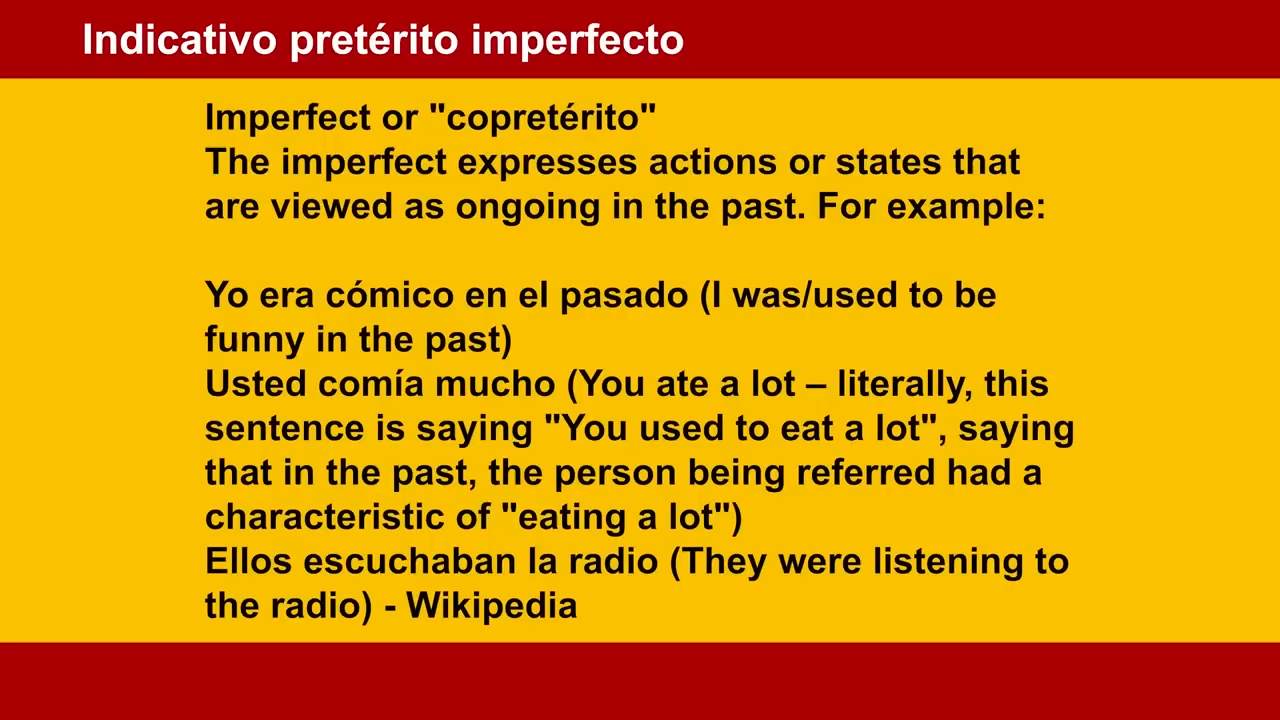 Indicativo pretérito imperfecto
Imperfect or "copretérito"
The imperfect expresses actions or states that
are viewed as ongoing in the past. For example:
Yo era cómico en el pasado (I was/used to be
funny in the past)
Usted comía mucho (You ate a lot – literally, this
sentence is saying "You used to eat a lot", saying
that in the past, the person being referred had a
characteristic of "eating a lot")
Ellos escuchaban la radio (They were listening to
the radio) - Wikipedia